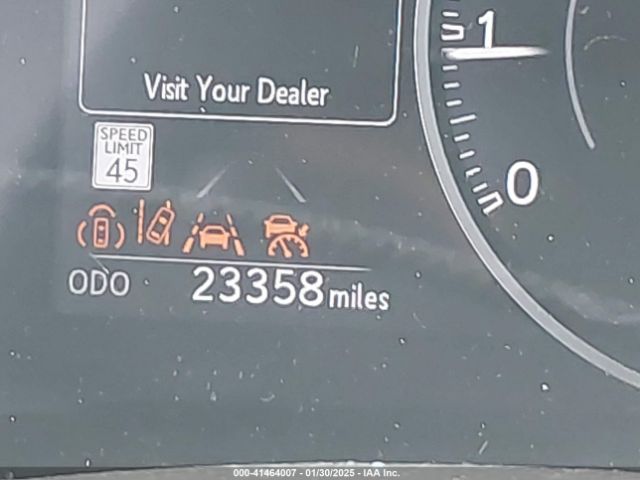 1
Visit Your Dealer
SPEED
LIMIT
45
0
ODO 23358 miles
000-41464007 - 01/30/2025 - IAA Inc.